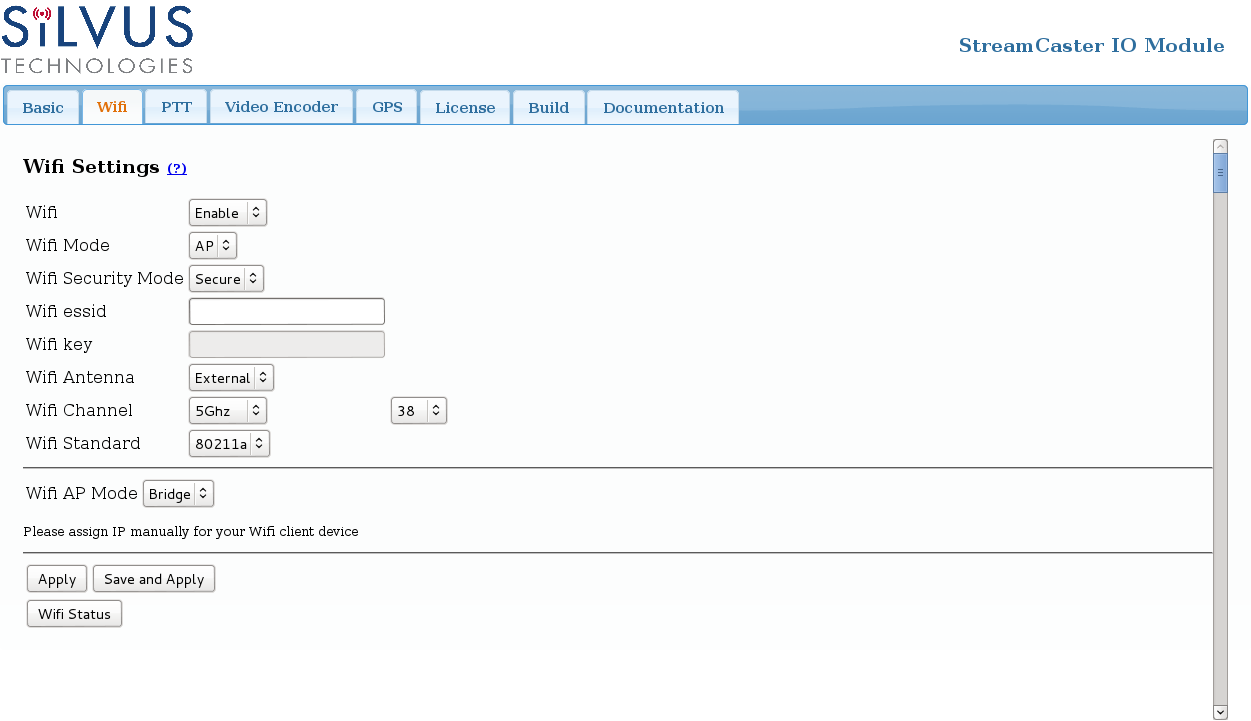 SiLVUS
TECHNOLOGIES
StreamCaster IO Module
Basic Wifi PTT Video Encoder GPS License Build Documentation
Wifi Settings (?)
Wifi Enable
Wifi Mode AP
Wifi Security Mode Secure
Wifi essid
Wifi key
Wifi Antenna External
Wifi Channel 5Ghz 38
Wifi Standard 80211a
Wifi AP Mode Bridge
Please assign IP manually for your Wifi client device
Apply Save and Apply
Wifi Status